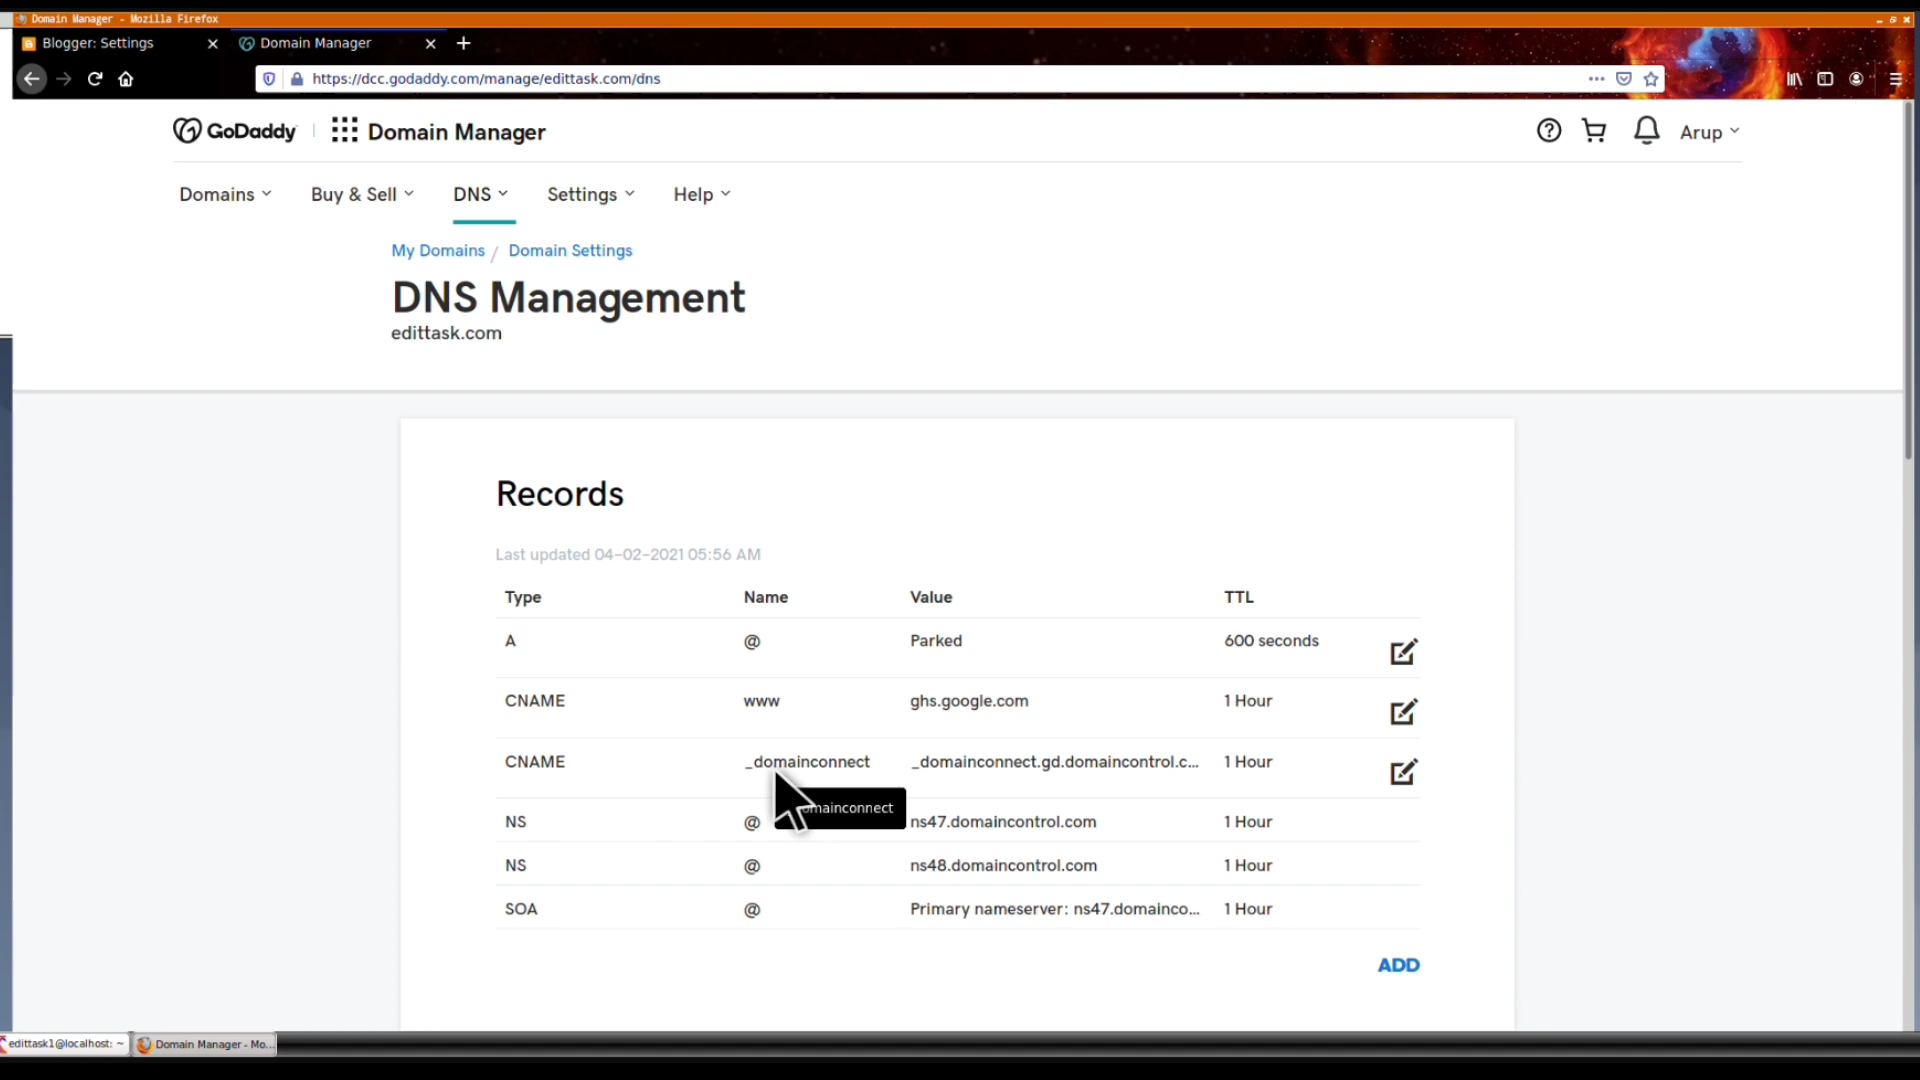 Domain Manager - Mozilla Firefox
Blogger: Settings
Domain Manager
https://dcc.godaddy.com/manage/edittask.com/dns
GoDaddy
Domain Manager
Arup
Domains
Buy & Sell
DNS
Settings
Help
My Domains / Domain Settings
DNS Management
edittask.com
Records
Last updated 04-02-2021 05:56 AM
Type Name Value TTL
A @ Parked 600 seconds
CNAME www ghs.google.com 1 Hour
CNAME _domainconnect _domainconnect.gd.domaincontrol.c... 1 Hour
mainconnect
NS @ ns47.domaincontrol.com 1 Hour
NS @ ns48.domaincontrol.com 1 Hour
SOA @ Primary nameserver: ns47.domainco... 1 Hour
ADD
edittask1@localhost: ~
Domain Manager - Mo...